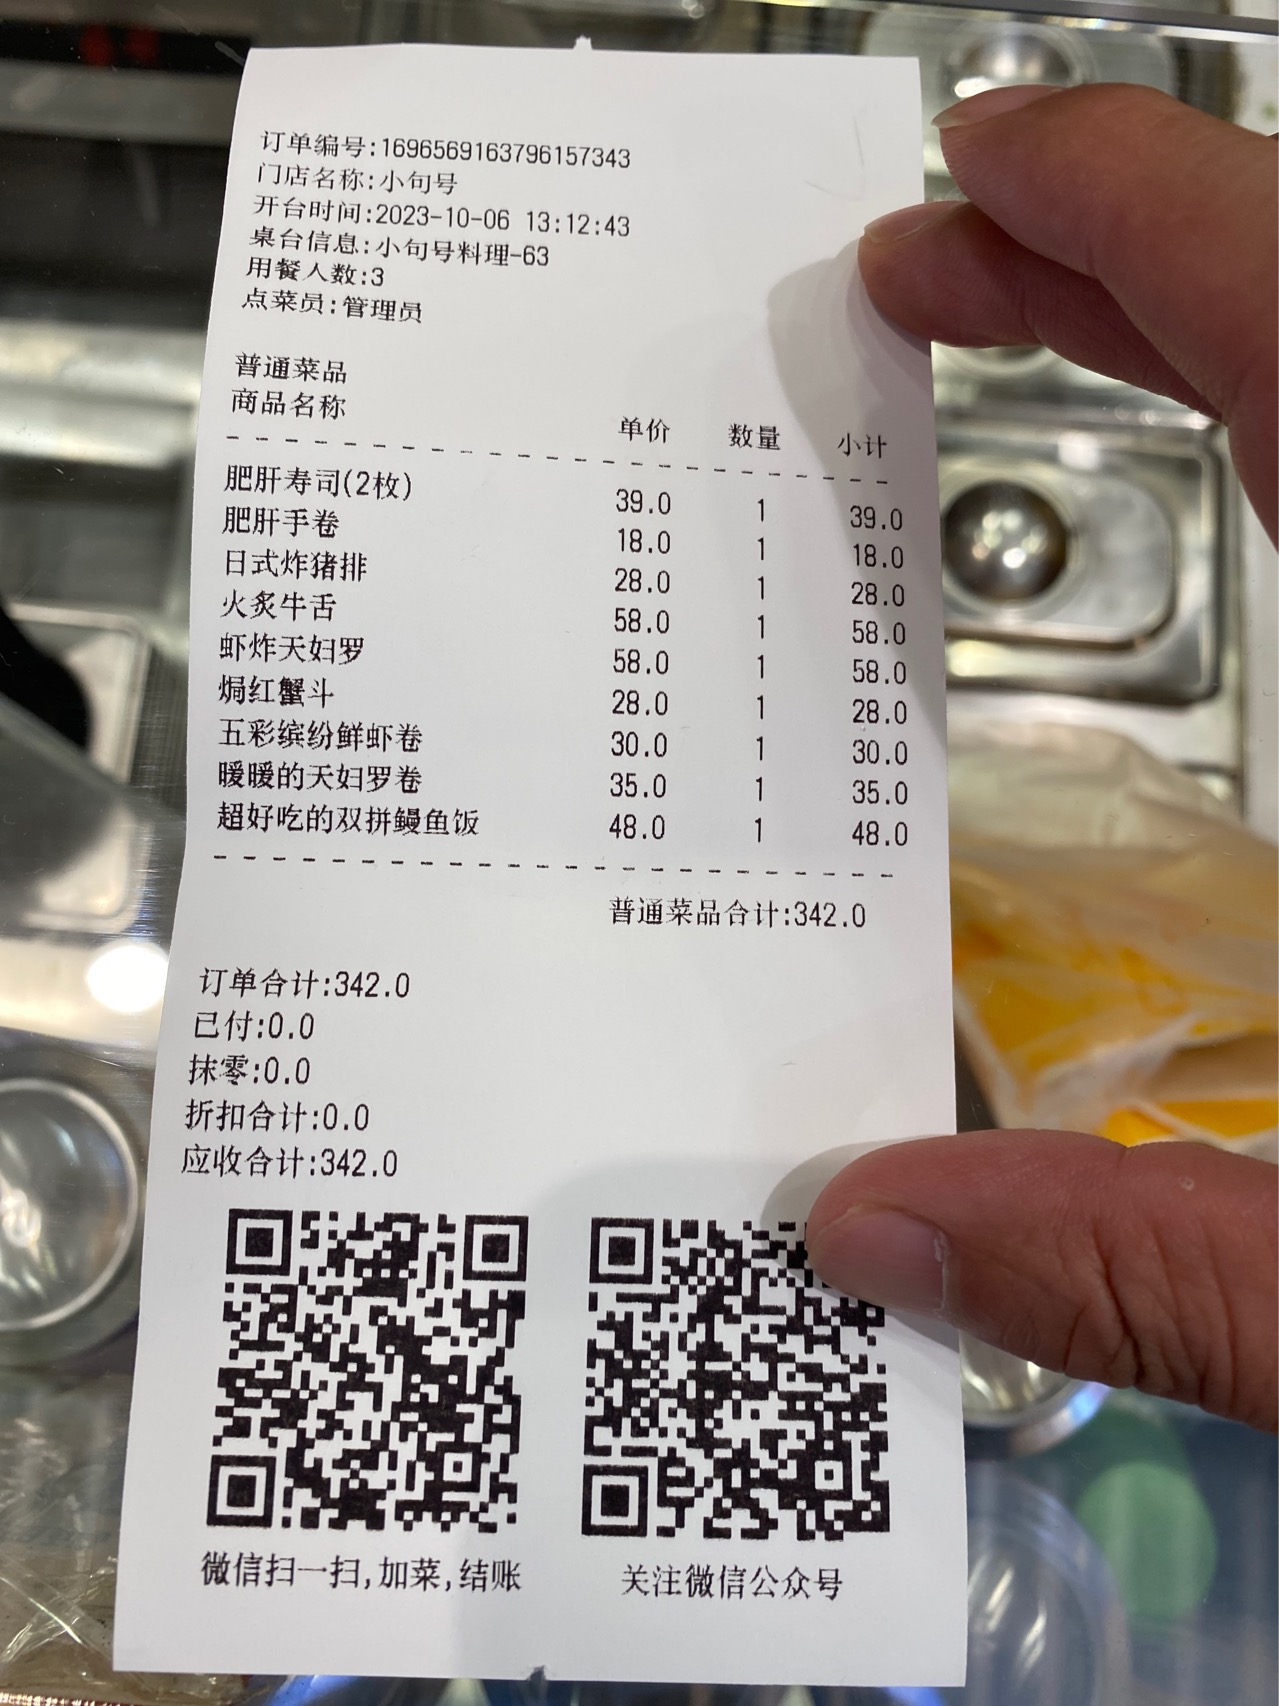 订单编号:1696569163796157343
门店名称:小句号
开台时间:2023-10-06 13:12:43
桌台信息:小句号料理-63
用餐人数:3
点菜员:管理员
普通菜品
商品名称 单价 数量 小计
肥肝寿司(2枚) 39.0 1 39.0
肥肝手卷 18.0 1 18.0
日式炸猪排 28.0 1 28.0
火炙牛舌 58.0 1 58.0
虾炸天妇罗 58.0 1 58.0
焗红蟹斗 28.0 1 28.0
五彩缤纷鲜虾卷 30.0 1 30.0
暖暖的天妇罗卷 35.0 1 35.0
超好吃的双拼鳗鱼饭 48.0 1 48.0
普通菜品合计:342.0
订单合计:342.0
已付:0.0
抹零:0.0
折扣合计:0.0
应收合计:342.0
微信扫一扫,加菜,结账 关注微信公众号